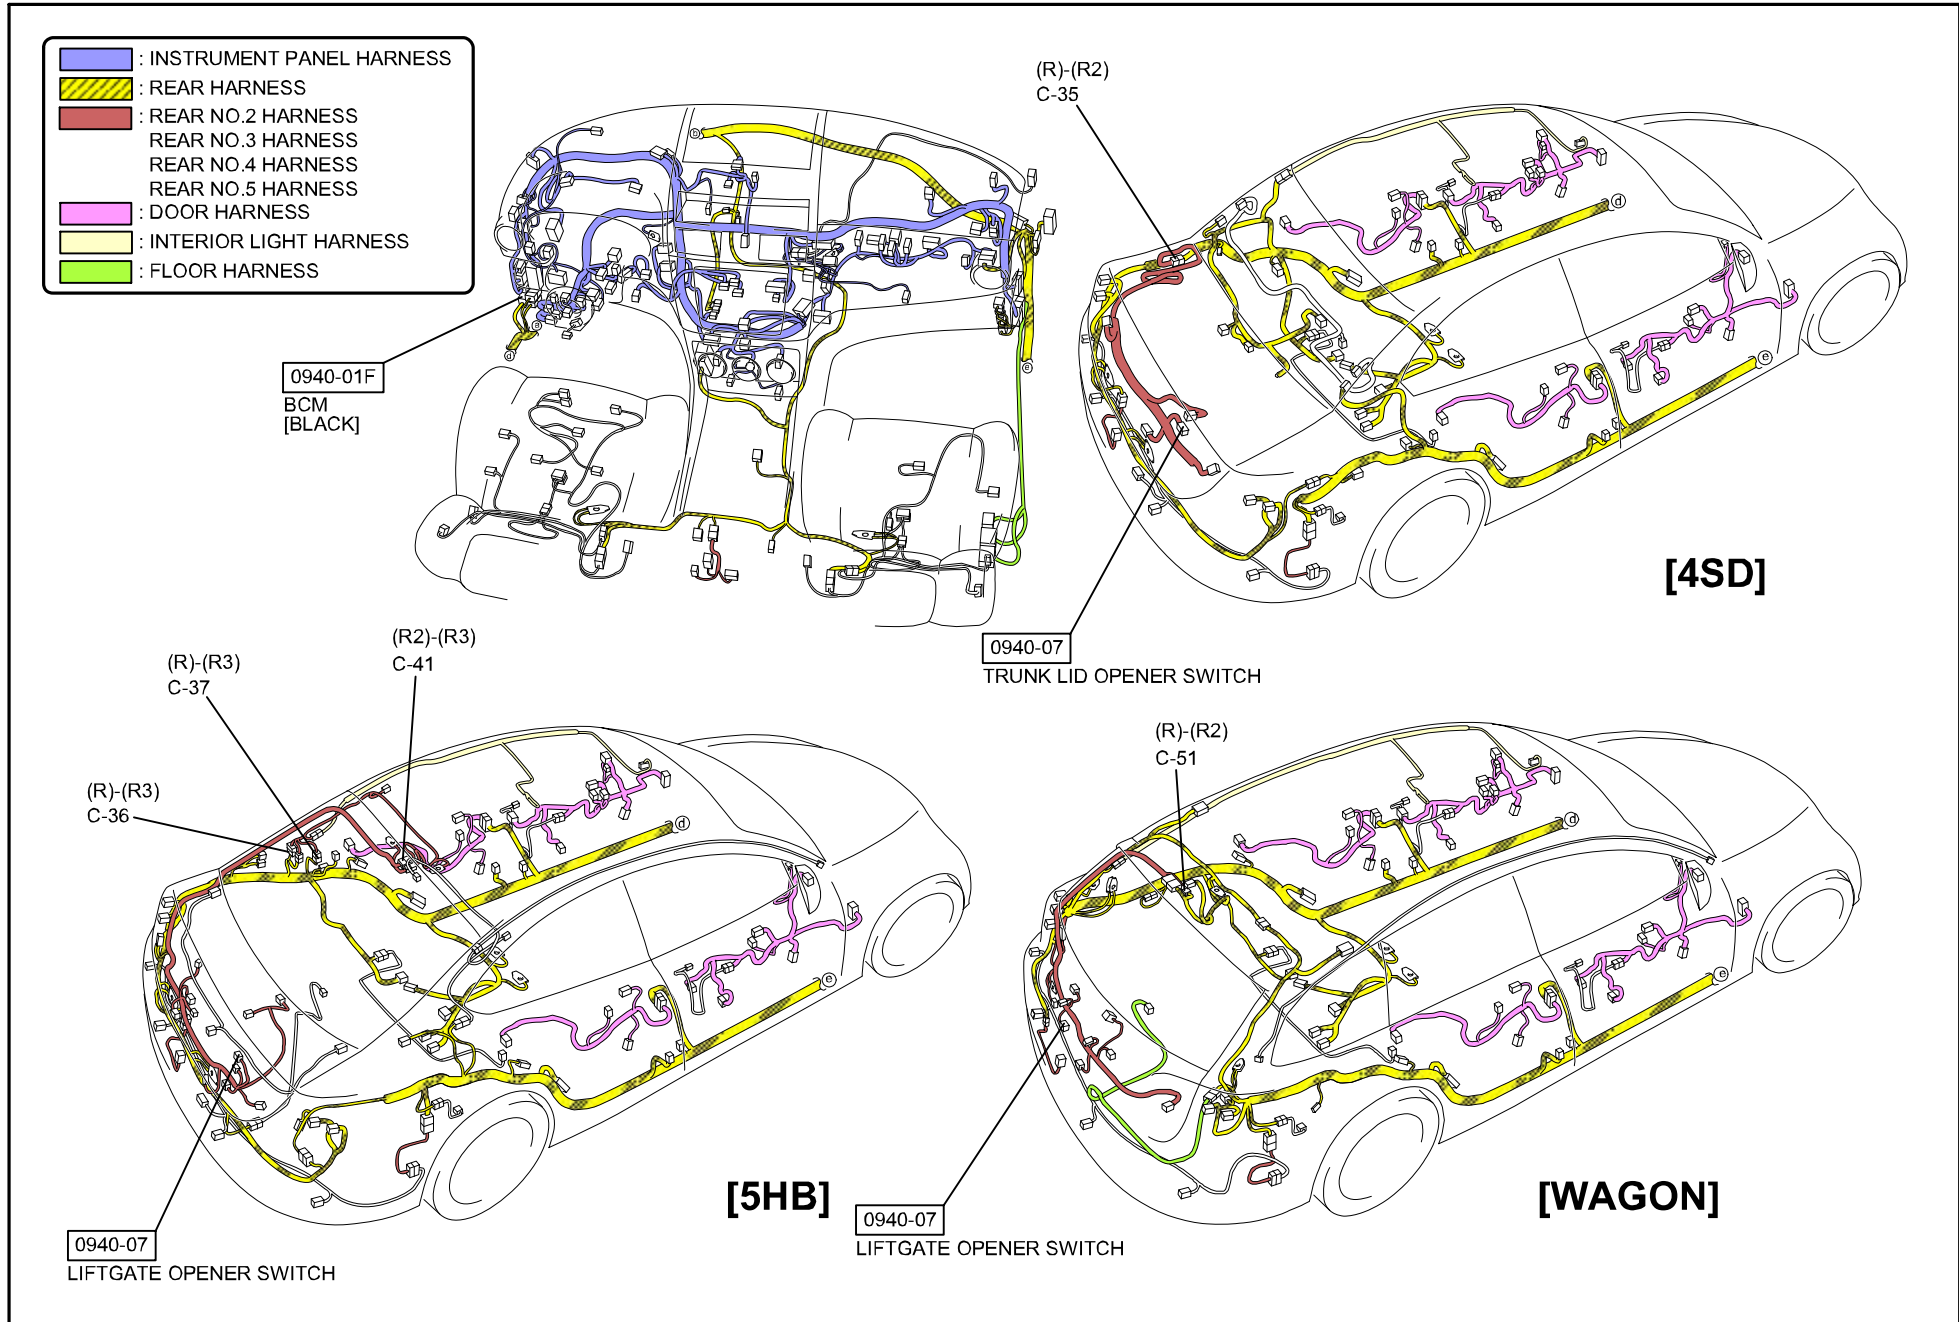 : INSTRUMENT PANEL HARNESS
: REAR HARNESS
: REAR NO.2 HARNESS
REAR NO.3 HARNESS
REAR NO.4 HARNESS
REAR NO.5 HARNESS
: DOOR HARNESS
: INTERIOR LIGHT HARNESS
: FLOOR HARNESS
b
a
d
e
0940-01F
BCM
[BLACK]
(R)-(R2)
C-35
d
e
[4SD]
0940-07
TRUNK LID OPENER SWITCH
(R2)-(R3)
C-41
(R)-(R3)
C-37
(R)-(R3)
C-36
d
e
[5HB]
0940-07
LIFTGATE OPENER SWITCH
(R)-(R2)
C-51
d
e
[WAGON]
0940-07
LIFTGATE OPENER SWITCH